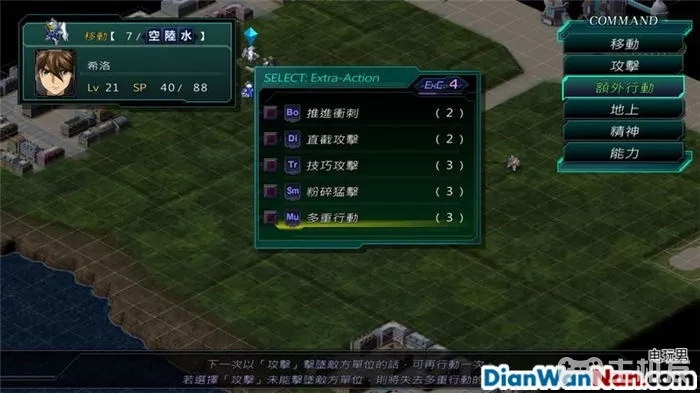 移動【 7 / 空 陸 水 】
希洛
Lv 21 SP 40 / 88
COMMAND
移動
攻擊
額外行動
地上
精神
能力
SELECT: Extra-Action
ExC. 4
Bo 推進衝刺 ( 2 )
Di 直截攻擊 ( 2 )
Tr 技巧攻擊 ( 3 )
Sm 粉碎猛擊 ( 3 )
Mu 多重行動 ( 3 )
下一次以「攻擊」擊墜敵方單位的話，可再行動一次
若選擇「攻擊」未能擊墜敵方單位，則將失去多重行動的
电玩男
DianWanNan.com